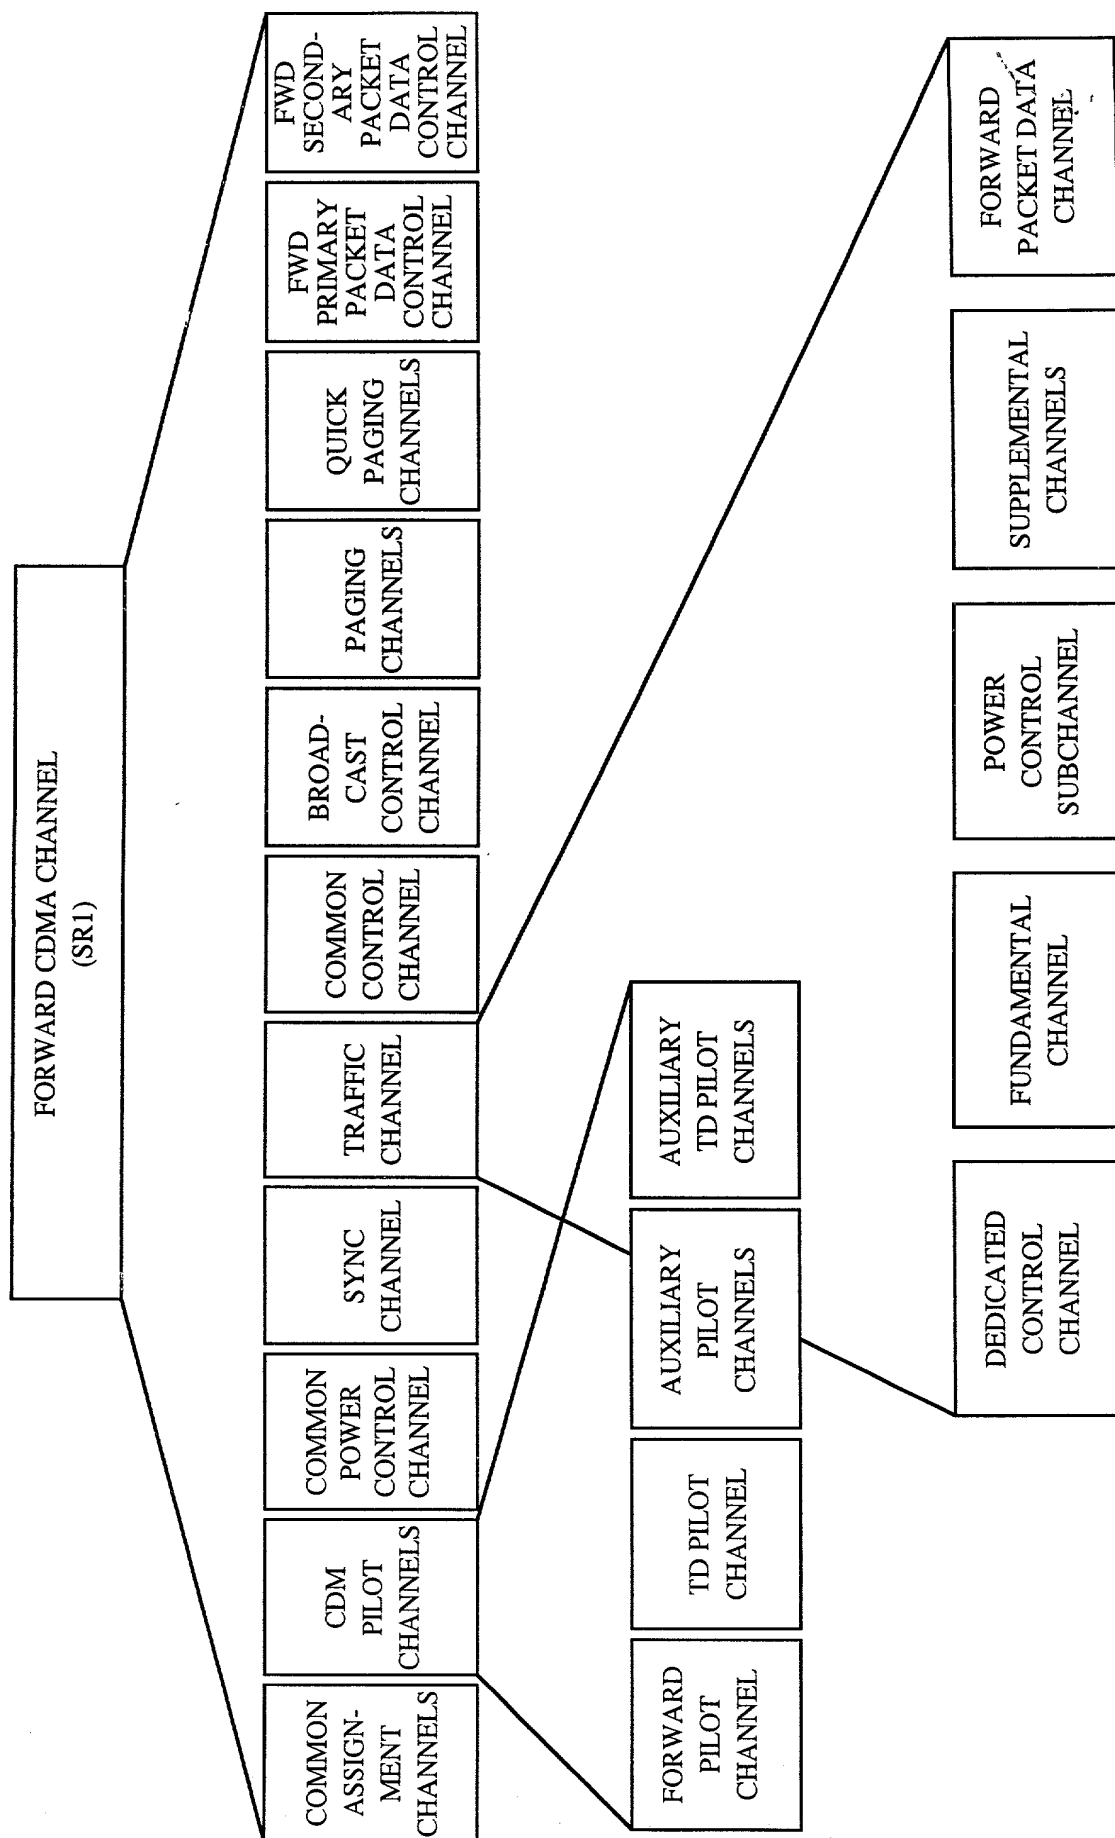 FORWARD CDMA CHANNEL
(SR1)
COMMON
ASSIGN-
MENT
CHANNELS
CDM
PILOT
CHANNELS
COMMON
POWER
CONTROL
CHANNEL
SYNC
CHANNEL
TRAFFIC
CHANNEL
COMMON
CONTROL
CHANNEL
BROAD-
CAST
CONTROL
CHANNEL
PAGING
CHANNELS
QUICK
PAGING
CHANNELS
FWD
PRIMARY
PACKET
DATA
CONTROL
CHANNEL
FWD
SECOND-
ARY
PACKET
DATA
CONTROL
CHANNEL
FORWARD
PILOT
CHANNEL
TD PILOT
CHANNEL
AUXILIARY
PILOT
CHANNELS
AUXILIARY
TD PILOT
CHANNELS
DEDICATED
CONTROL
CHANNEL
FUNDAMENTAL
CHANNEL
POWER
CONTROL
SUBCHANNEL
SUPPLEMENTAL
CHANNELS
FORWARD
PACKET DATA
CHANNEL